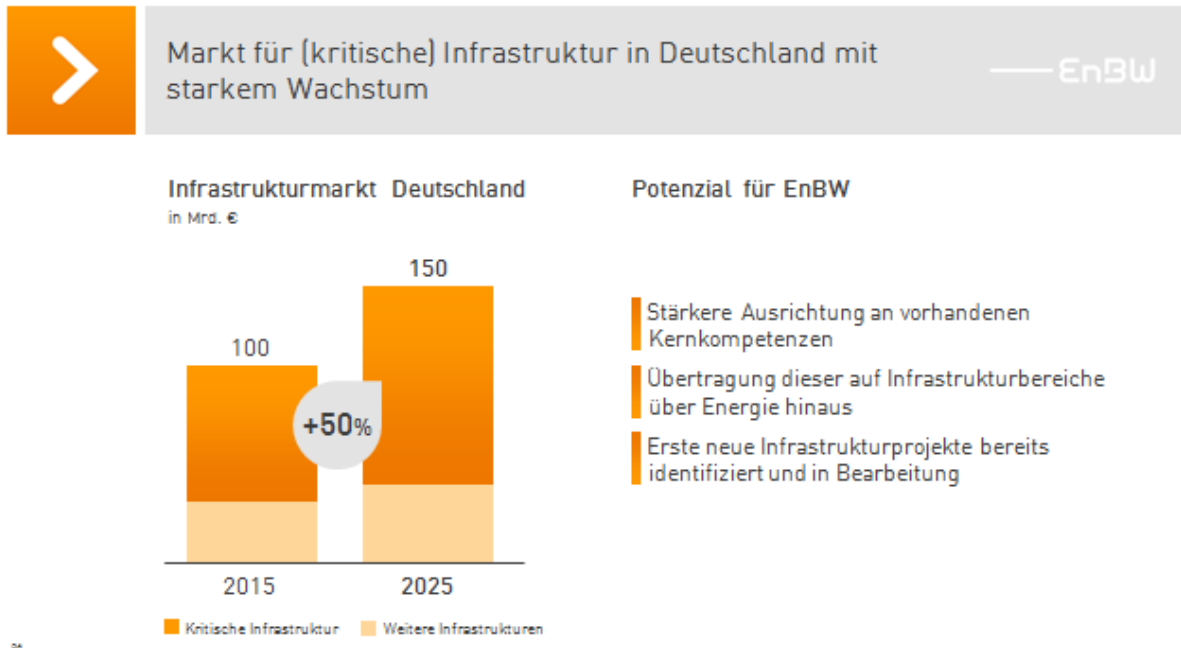 Markt für (kritische) Infrastruktur in Deutschland mit
starkem Wachstum
EnBW
Infrastrukturmarkt Deutschland
in Mrd. €
150
100
+50%
2015
2025
Kritische Infrastruktur
Weitere Infrastrukturen
Potenzial für EnBW
Stärkere Ausrichtung an vorhandenen
Kernkompetenzen
Übertragung dieser auf Infrastrukturbereiche
über Energie hinaus
Erste neue Infrastrukturprojekte bereits
identifiziert und in Bearbeitung